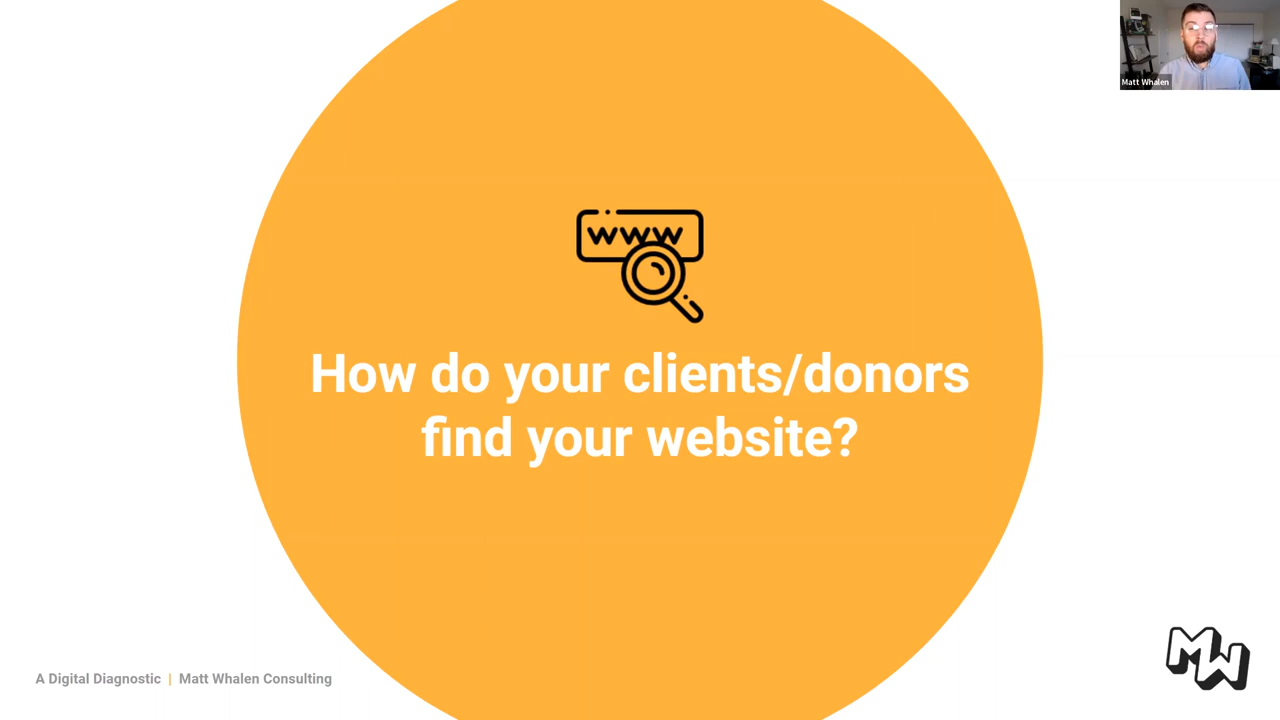 Matt Whalen
www
How do your clients/donors
find your website?
A Digital Diagnostic | Matt Whalen Consulting
MW